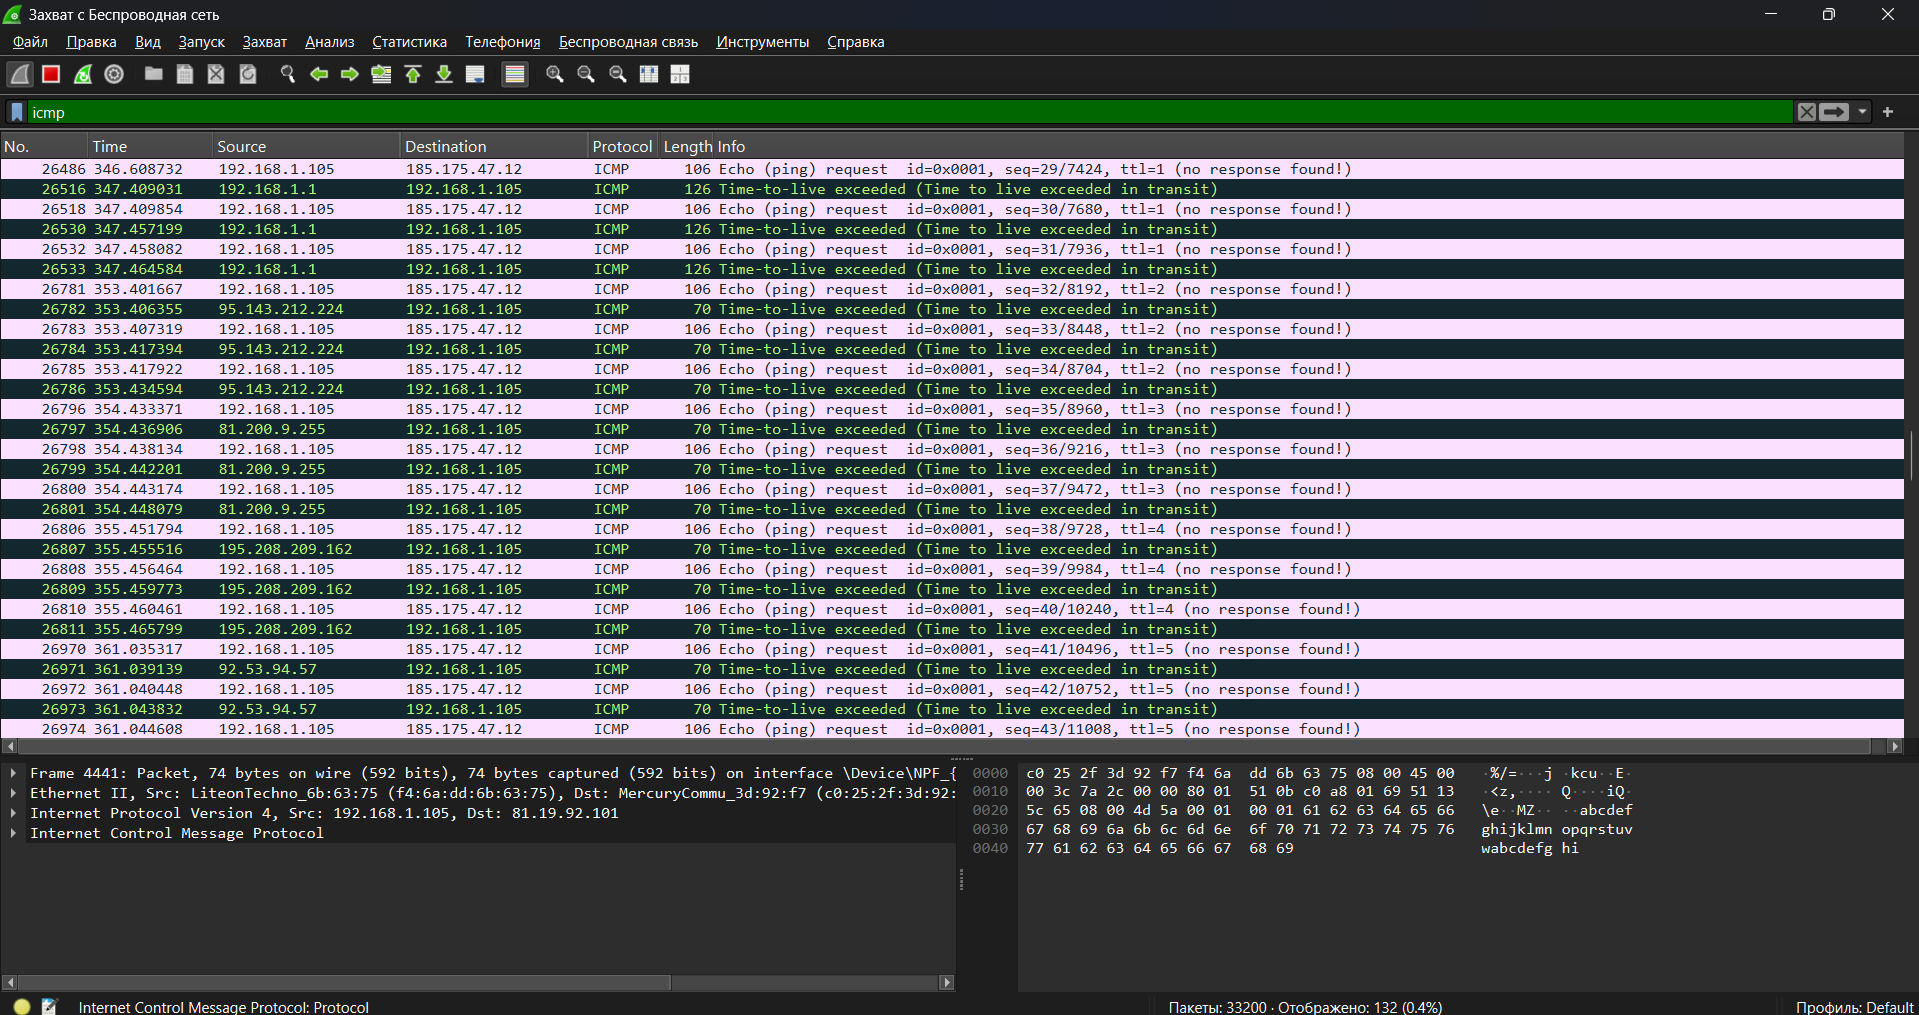 Захват с Беспроводная сеть
Файл Правка Вид Запуск Захват Анализ Статистика Телефония Беспроводная связь Инструменты Справка
icmp
No. Time Source Destination Protocol Length Info
26486 346.608732 192.168.1.105 185.175.47.12 ICMP 106 Echo (ping) request id=0x0001, seq=29/7424, ttl=1 (no response found!)
26516 347.409031 192.168.1.1 192.168.1.105 ICMP 126 Time-to-live exceeded (Time to live exceeded in transit)
26518 347.409854 192.168.1.105 185.175.47.12 ICMP 106 Echo (ping) request id=0x0001, seq=30/7680, ttl=1 (no response found!)
26530 347.457199 192.168.1.1 192.168.1.105 ICMP 126 Time-to-live exceeded (Time to live exceeded in transit)
26532 347.458082 192.168.1.105 185.175.47.12 ICMP 106 Echo (ping) request id=0x0001, seq=31/7936, ttl=1 (no response found!)
26533 347.464584 192.168.1.1 192.168.1.105 ICMP 126 Time-to-live exceeded (Time to live exceeded in transit)
26781 353.401667 192.168.1.105 185.175.47.12 ICMP 106 Echo (ping) request id=0x0001, seq=32/8192, ttl=2 (no response found!)
26782 353.406355 95.143.212.224 192.168.1.105 ICMP 70 Time-to-live exceeded (Time to live exceeded in transit)
26783 353.407319 192.168.1.105 185.175.47.12 ICMP 106 Echo (ping) request id=0x0001, seq=33/8448, ttl=2 (no response found!)
26784 353.417394 95.143.212.224 192.168.1.105 ICMP 70 Time-to-live exceeded (Time to live exceeded in transit)
26785 353.417922 192.168.1.105 185.175.47.12 ICMP 106 Echo (ping) request id=0x0001, seq=34/8704, ttl=2 (no response found!)
26786 353.434594 95.143.212.224 192.168.1.105 ICMP 70 Time-to-live exceeded (Time to live exceeded in transit)
26796 354.433371 192.168.1.105 185.175.47.12 ICMP 106 Echo (ping) request id=0x0001, seq=35/8960, ttl=3 (no response found!)
26797 354.436906 81.200.9.255 192.168.1.105 ICMP 70 Time-to-live exceeded (Time to live exceeded in transit)
26798 354.438134 192.168.1.105 185.175.47.12 ICMP 106 Echo (ping) request id=0x0001, seq=36/9216, ttl=3 (no response found!)
26799 354.442201 81.200.9.255 192.168.1.105 ICMP 70 Time-to-live exceeded (Time to live exceeded in transit)
26800 354.443174 192.168.1.105 185.175.47.12 ICMP 106 Echo (ping) request id=0x0001, seq=37/9472, ttl=3 (no response found!)
26801 354.448079 81.200.9.255 192.168.1.105 ICMP 70 Time-to-live exceeded (Time to live exceeded in transit)
26806 355.451794 192.168.1.105 185.175.47.12 ICMP 106 Echo (ping) request id=0x0001, seq=38/9728, ttl=4 (no response found!)
26807 355.455516 195.208.209.162 192.168.1.105 ICMP 70 Time-to-live exceeded (Time to live exceeded in transit)
26808 355.456464 192.168.1.105 185.175.47.12 ICMP 106 Echo (ping) request id=0x0001, seq=39/9984, ttl=4 (no response found!)
26809 355.459773 195.208.209.162 192.168.1.105 ICMP 70 Time-to-live exceeded (Time to live exceeded in transit)
26810 355.460461 192.168.1.105 185.175.47.12 ICMP 106 Echo (ping) request id=0x0001, seq=40/10240, ttl=4 (no response found!)
26811 355.465799 195.208.209.162 192.168.1.105 ICMP 70 Time-to-live exceeded (Time to live exceeded in transit)
26970 361.035317 192.168.1.105 185.175.47.12 ICMP 106 Echo (ping) request id=0x0001, seq=41/10496, ttl=5 (no response found!)
26971 361.039139 92.53.94.57 192.168.1.105 ICMP 70 Time-to-live exceeded (Time to live exceeded in transit)
26972 361.040448 192.168.1.105 185.175.47.12 ICMP 106 Echo (ping) request id=0x0001, seq=42/10752, ttl=5 (no response found!)
26973 361.043832 92.53.94.57 192.168.1.105 ICMP 70 Time-to-live exceeded (Time to live exceeded in transit)
26974 361.044608 192.168.1.105 185.175.47.12 ICMP 106 Echo (ping) request id=0x0001, seq=43/11008, ttl=5 (no response found!)
Frame 4441: Packet, 74 bytes on wire (592 bits), 74 bytes captured (592 bits) on interface \Device\NPF_{
Ethernet II, Src: LiteonTechno_6b:63:75 (f4:6a:dd:6b:63:75), Dst: MercuryCommu_3d:92:f7 (c0:25:2f:3d:92:
Internet Protocol Version 4, Src: 192.168.1.105, Dst: 81.19.92.101
Internet Control Message Protocol
0000 c0 25 2f 3d 92 f7 f4 6a dd 6b 63 75 08 00 45 00 ·%/=···j ·kcu··E·
0010 00 3c 7a 2c 00 00 80 01 51 0b c0 a8 01 69 51 13 ·<z,···· Q····iQ·
0020 5c 65 08 00 4d 5a 00 01 00 01 61 62 63 64 65 66 \e··MZ·· ··abcdef
0030 67 68 69 6a 6b 6c 6d 6e 6f 70 71 72 73 74 75 76 ghijklmn opqrstuv
0040 77 61 62 63 64 65 66 67 68 69 wabcdefg hi
Internet Control Message Protocol: Protocol
Пакеты: 33200 · Отображено: 132 (0.4%)
Профиль: Default